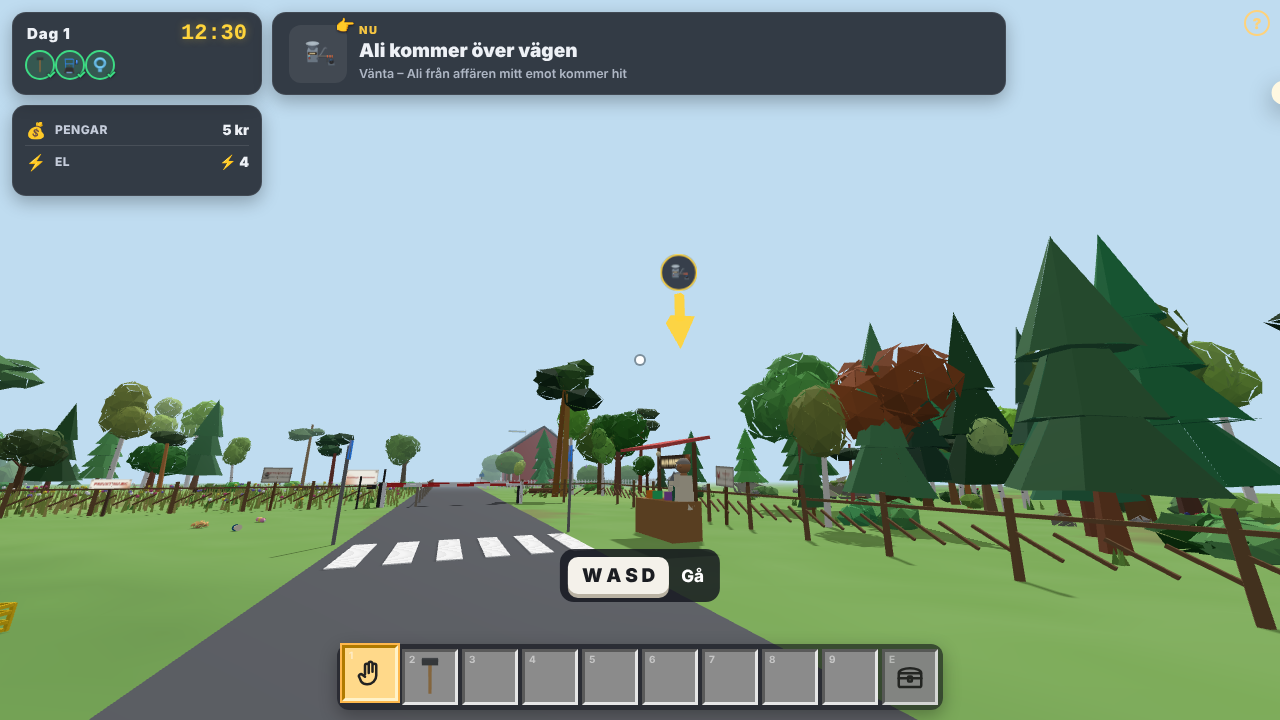 Dag 1
12:30
NU
Ali kommer över vägen
Vänta – Ali från affären mitt emot kommer hit
PENGAR
5 kr
EL
4
WASD
Gå
1
2
3
4
5
6
7
8
9
E